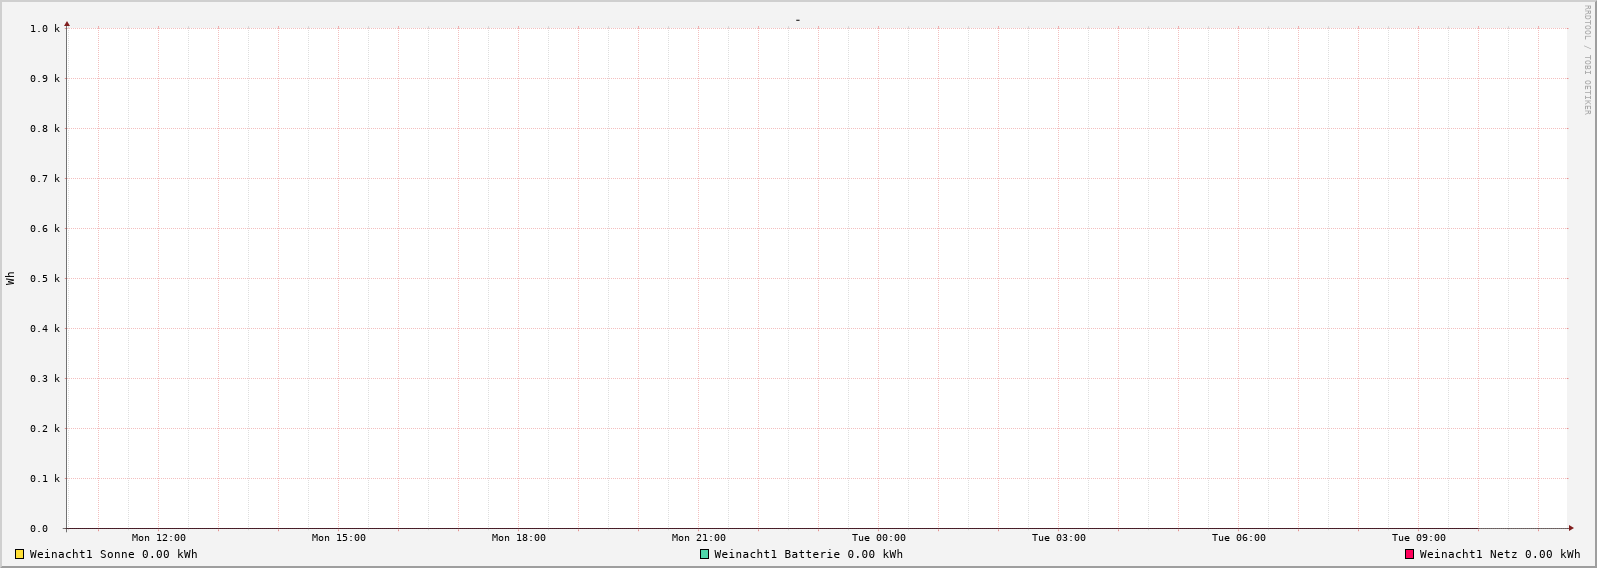 -
RRDTOOL / TOBI OETIKER
Wh
1.0 k
0.9 k
0.8 k
0.7 k
0.6 k
0.5 k
0.4 k
0.3 k
0.2 k
0.1 k
0.0
Mon 12:00 Mon 15:00 Mon 18:00 Mon 21:00 Tue 00:00 Tue 03:00 Tue 06:00 Tue 09:00
Weinacht1 Sonne 0.00 kWh Weinacht1 Batterie 0.00 kWh Weinacht1 Netz 0.00 kWh